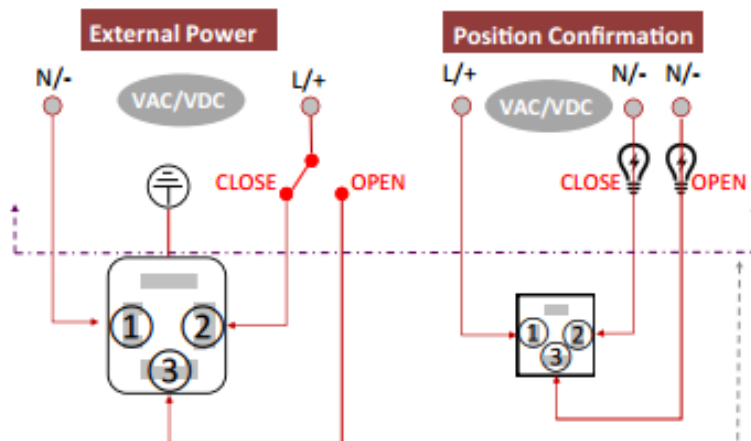 External Power
Position Confirmation
N/-
VAC/VDC
L/+
L/+
VAC/VDC
N/-
N/-
CLOSE
OPEN
CLOSE
OPEN
1
2
3
1
2
3